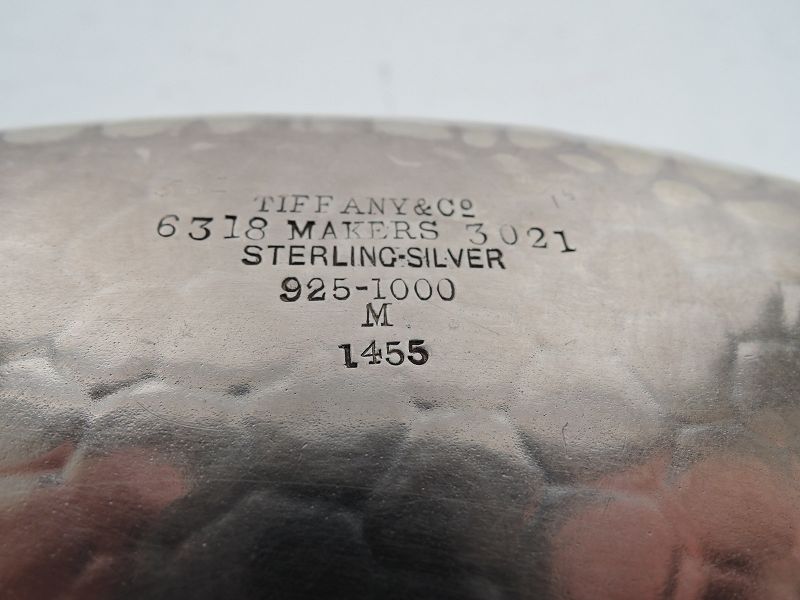 TIFFANY & Cº
6318 MAKERS 3021
STERLING-SILVER
925-1000
M
1455